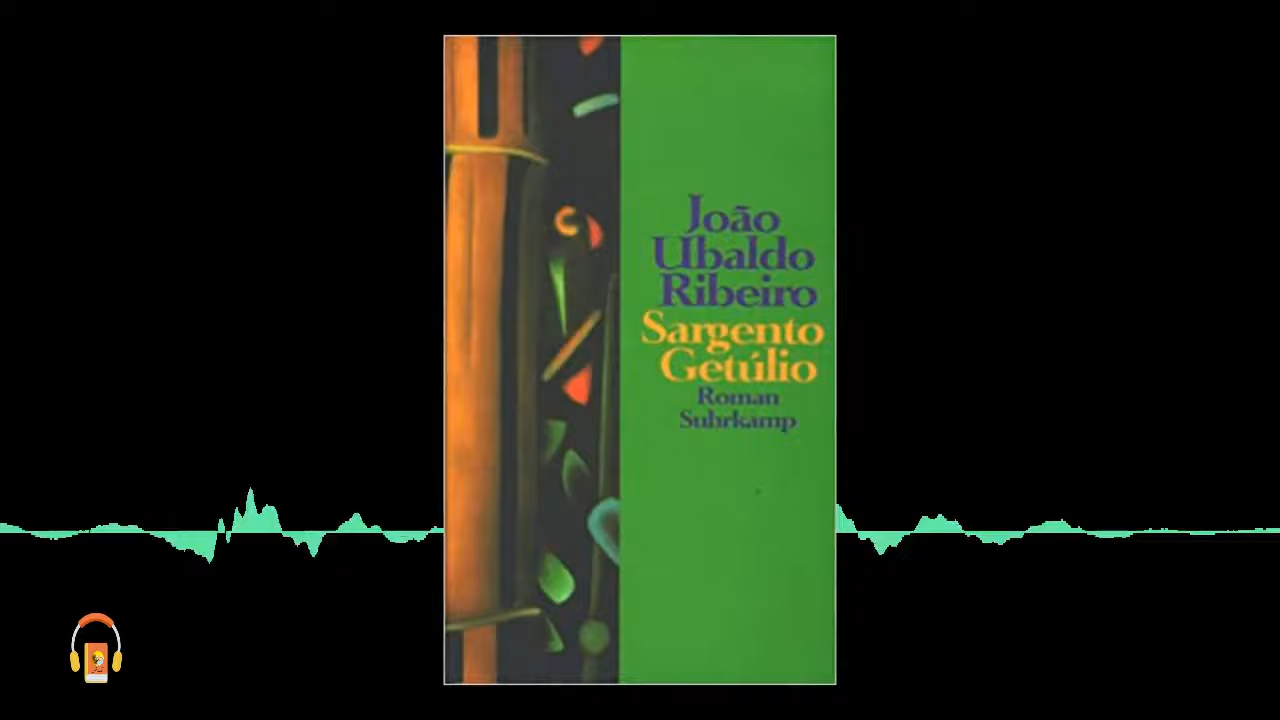 João
Ubaldo
Ribeiro
Sargento
Getúlio
Roman
Suhrkamp